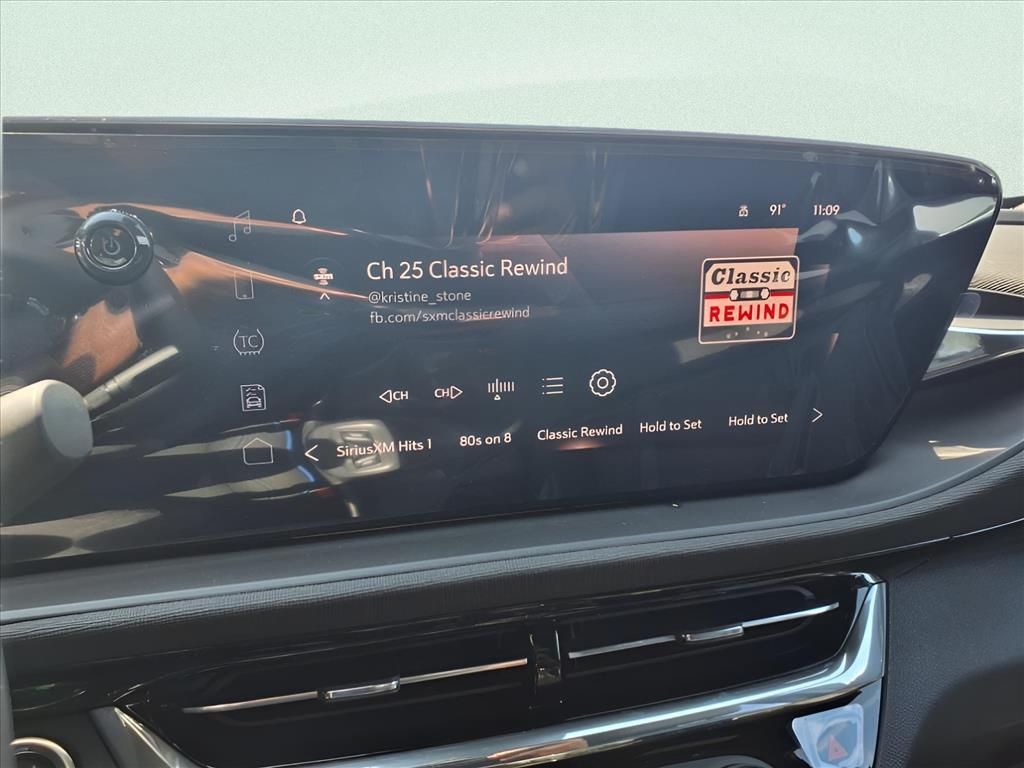 91° 11:09
sxm
Ch 25 Classic Rewind
@kristine_stone
fb.com/sxmclassicrewind
Classic
REWIND
TC
CH CH
SiriusXM Hits 1 80s on 8 Classic Rewind Hold to Set Hold to Set